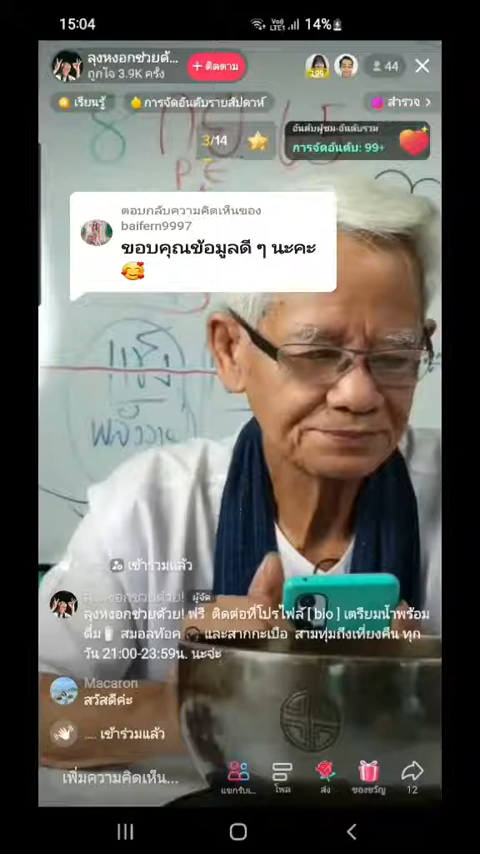 15:04
14%
ลุงหงอกช่วยด้...
ถูกใจ 3.9K ครั้ง
+ ติดตาม
44
เรียนรู้
การจัดอันดับรายสัปดาห์
สำรวจ >
3/14
อันดับผู้ชม-อันดับรวม
การจัดอันดับ: 99+
P.E
ตอบกลับความคิดเห็นของ
baifern9997
ขอบคุณข้อมูลดี ๆ นะคะ
🥰
เข้าร่วมแล้ว
ลุงหงอกช่วยด้วย! ฟรี ติดต่อที่โปรไฟล์ [ bio ] เตรียมน้ำพร้อม
ดื่ม🥛 สมอลทัอค และสากกะเบือ สามทุ่มถึงเที่ยงคืน ทุก
วัน 21:00-23:59น. นะจ่ะ
Macaron
สวัสดีค่ะ
.... เข้าร่วมแล้ว
เพิ่มความคิดเห็น...
แขกรับเ...
โพล
ส่ง
ของขวัญ
12